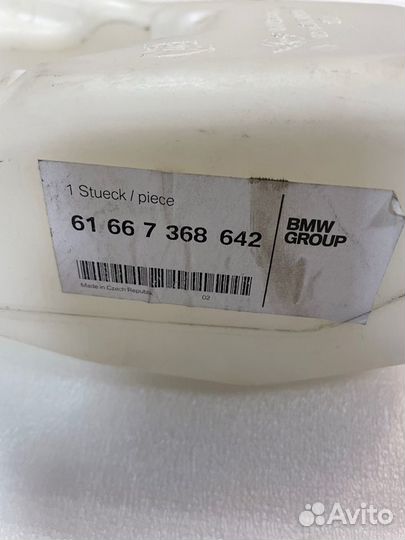 1 Stueck / piece
61 66 7 368 642
BMW
GROUP
Made in Czech Republic
02
Avito